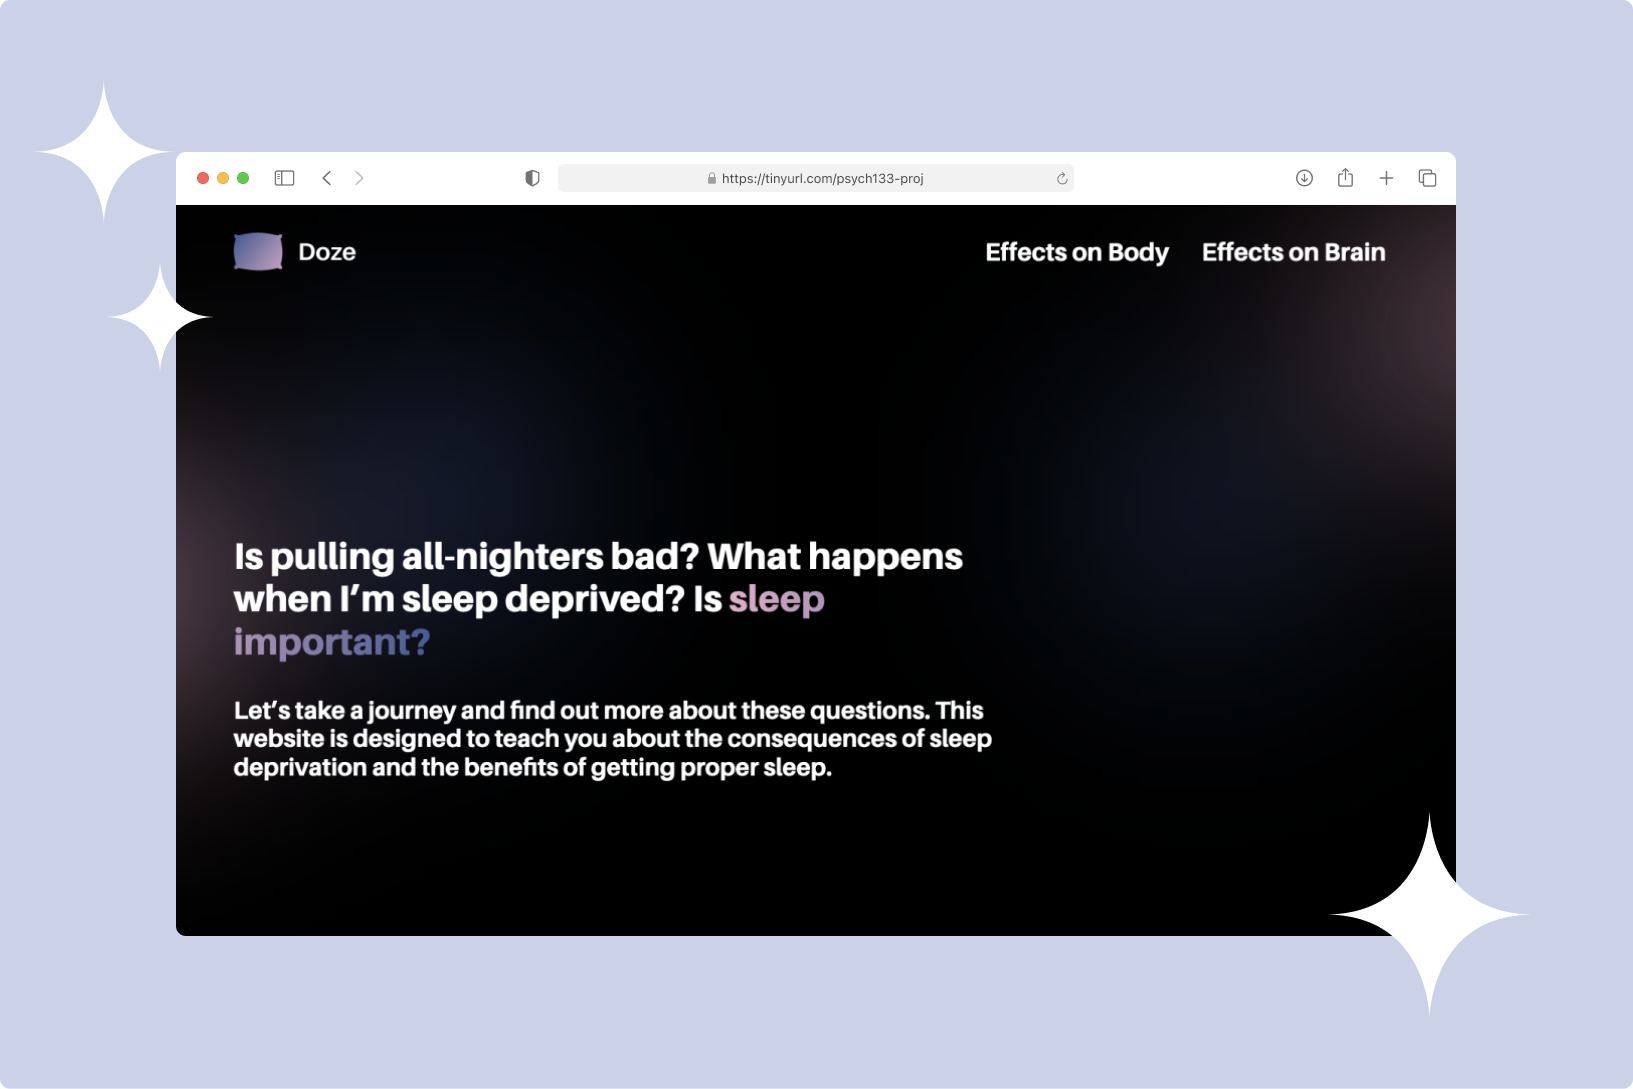 https://tinyurl.com/psych133-proj
Doze
Effects on Body
Effects on Brain
Is pulling all-nighters bad? What happens
when I’m sleep deprived? Is sleep
important?
Let’s take a journey and find out more about these questions. This
website is designed to teach you about the consequences of sleep
deprivation and the benefits of getting proper sleep.